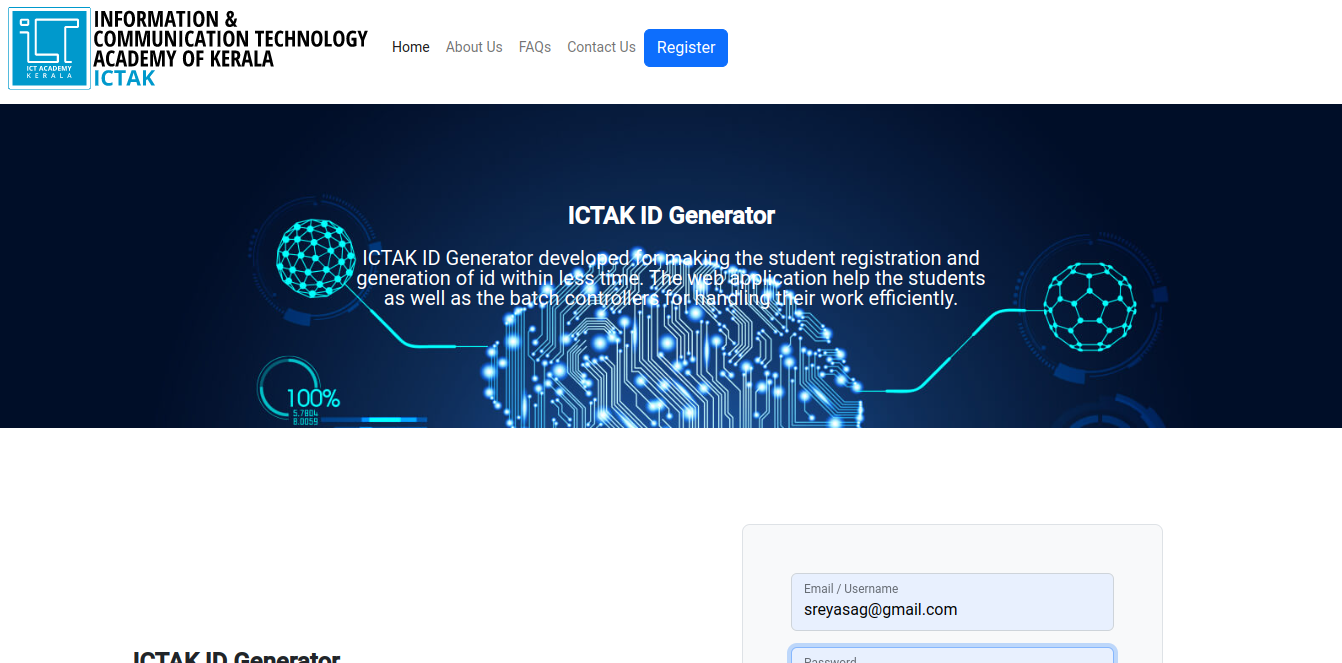 INFORMATION &
COMMUNICATION TECHNOLOGY
ACADEMY OF KERALA
ICTAK
ICT ACADEMY
KERALA
Home
About Us
FAQs
Contact Us
Register
ICTAK ID Generator
ICTAK ID Generator developed for making the student registration and
generation of id within less time. The web application help the students
as well as the batch controllers for handling their work efficiently.
100%
5.7804
8.0059
Email / Username
sreyasag@gmail.com
Password
ICTAK ID Generator